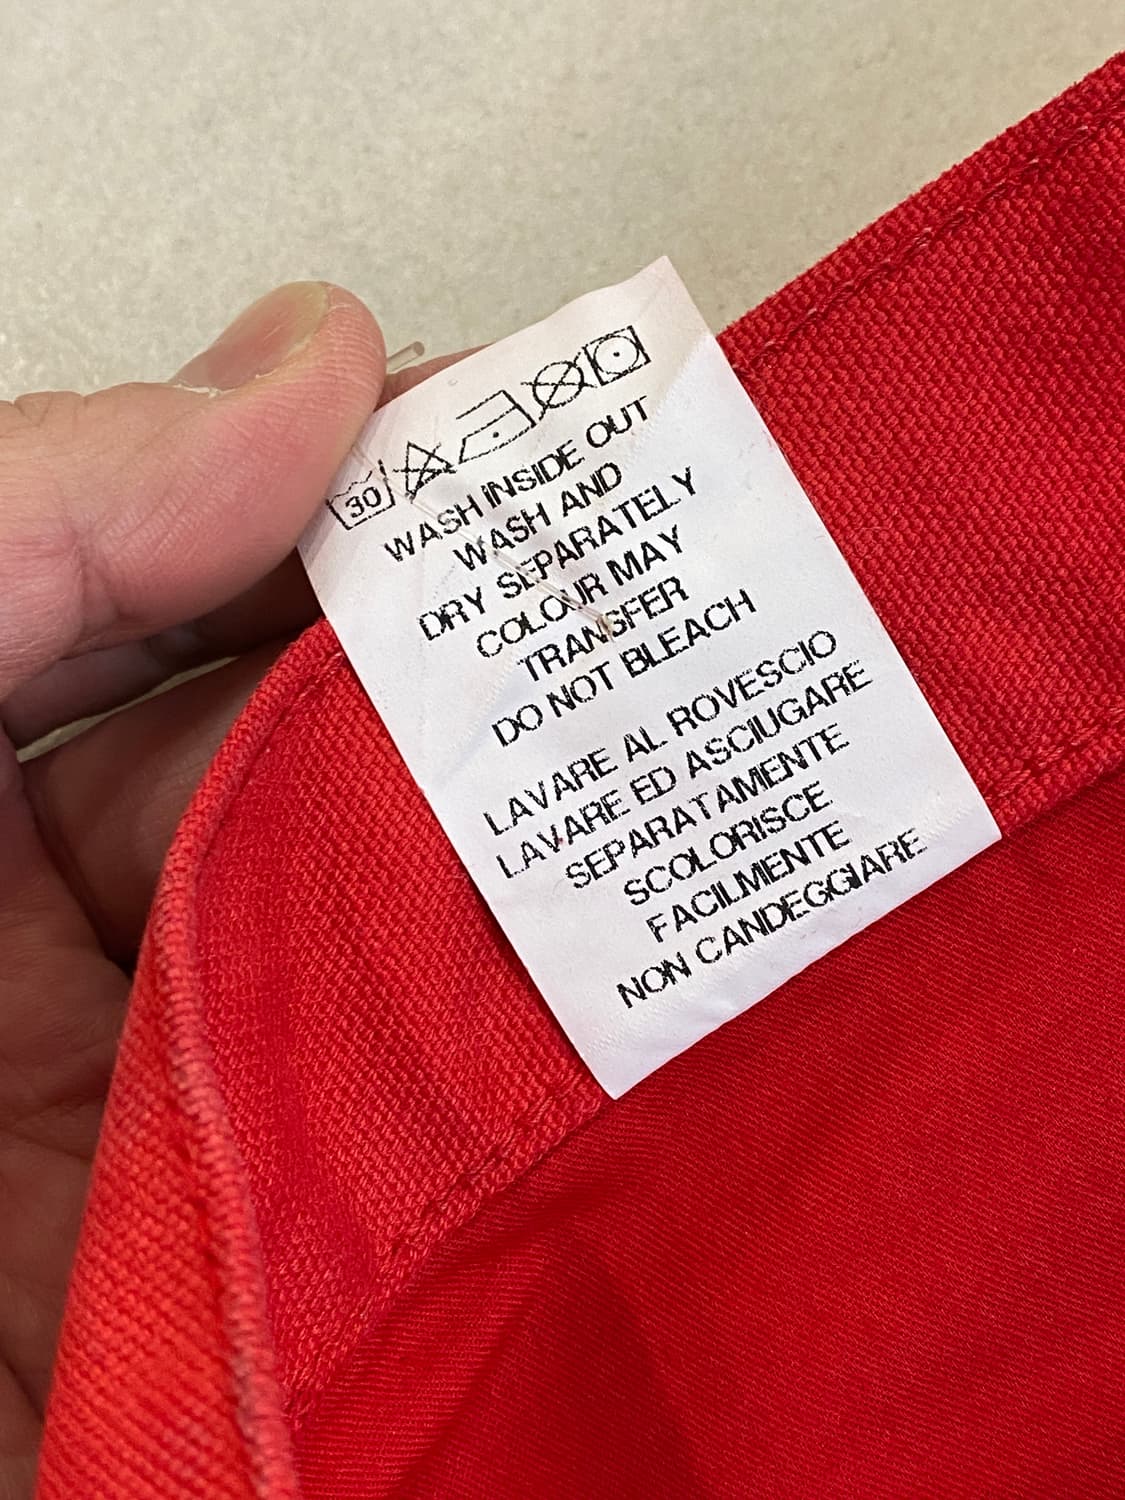 30
WASH INSIDE OUT
WASH AND
DRY SEPARATELY
COLOUR MAY
TRANSFER
DO NOT BLEACH
LAVARE AL ROVESCIO
LAVARE ED ASCIUGARE
SEPARATAMENTE
SCOLORISCE
FACILMENTE
NON CANDEGGIARE